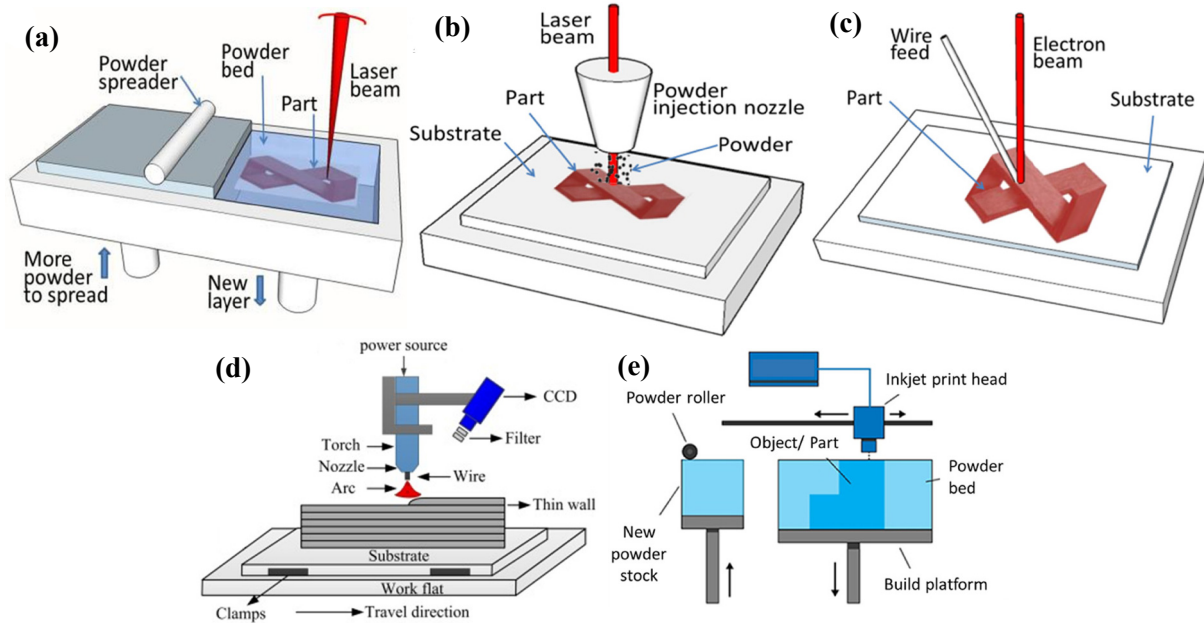 (a)
Powder
spreader
Powder
bed
Part
Laser
beam
More
powder
to spread
New
layer
(b)
Laser
beam
Powder
injection nozzle
Part
Substrate
Powder
(c)
Wire
feed
Electron
beam
Part
Substrate
(d)
power source
CCD
Filter
Torch
Nozzle
Wire
Arc
Thin wall
Substrate
Work flat
Clamps
Travel direction
(e)
Inkjet print head
Powder roller
Object/ Part
Powder
bed
New
powder
stock
Build platform